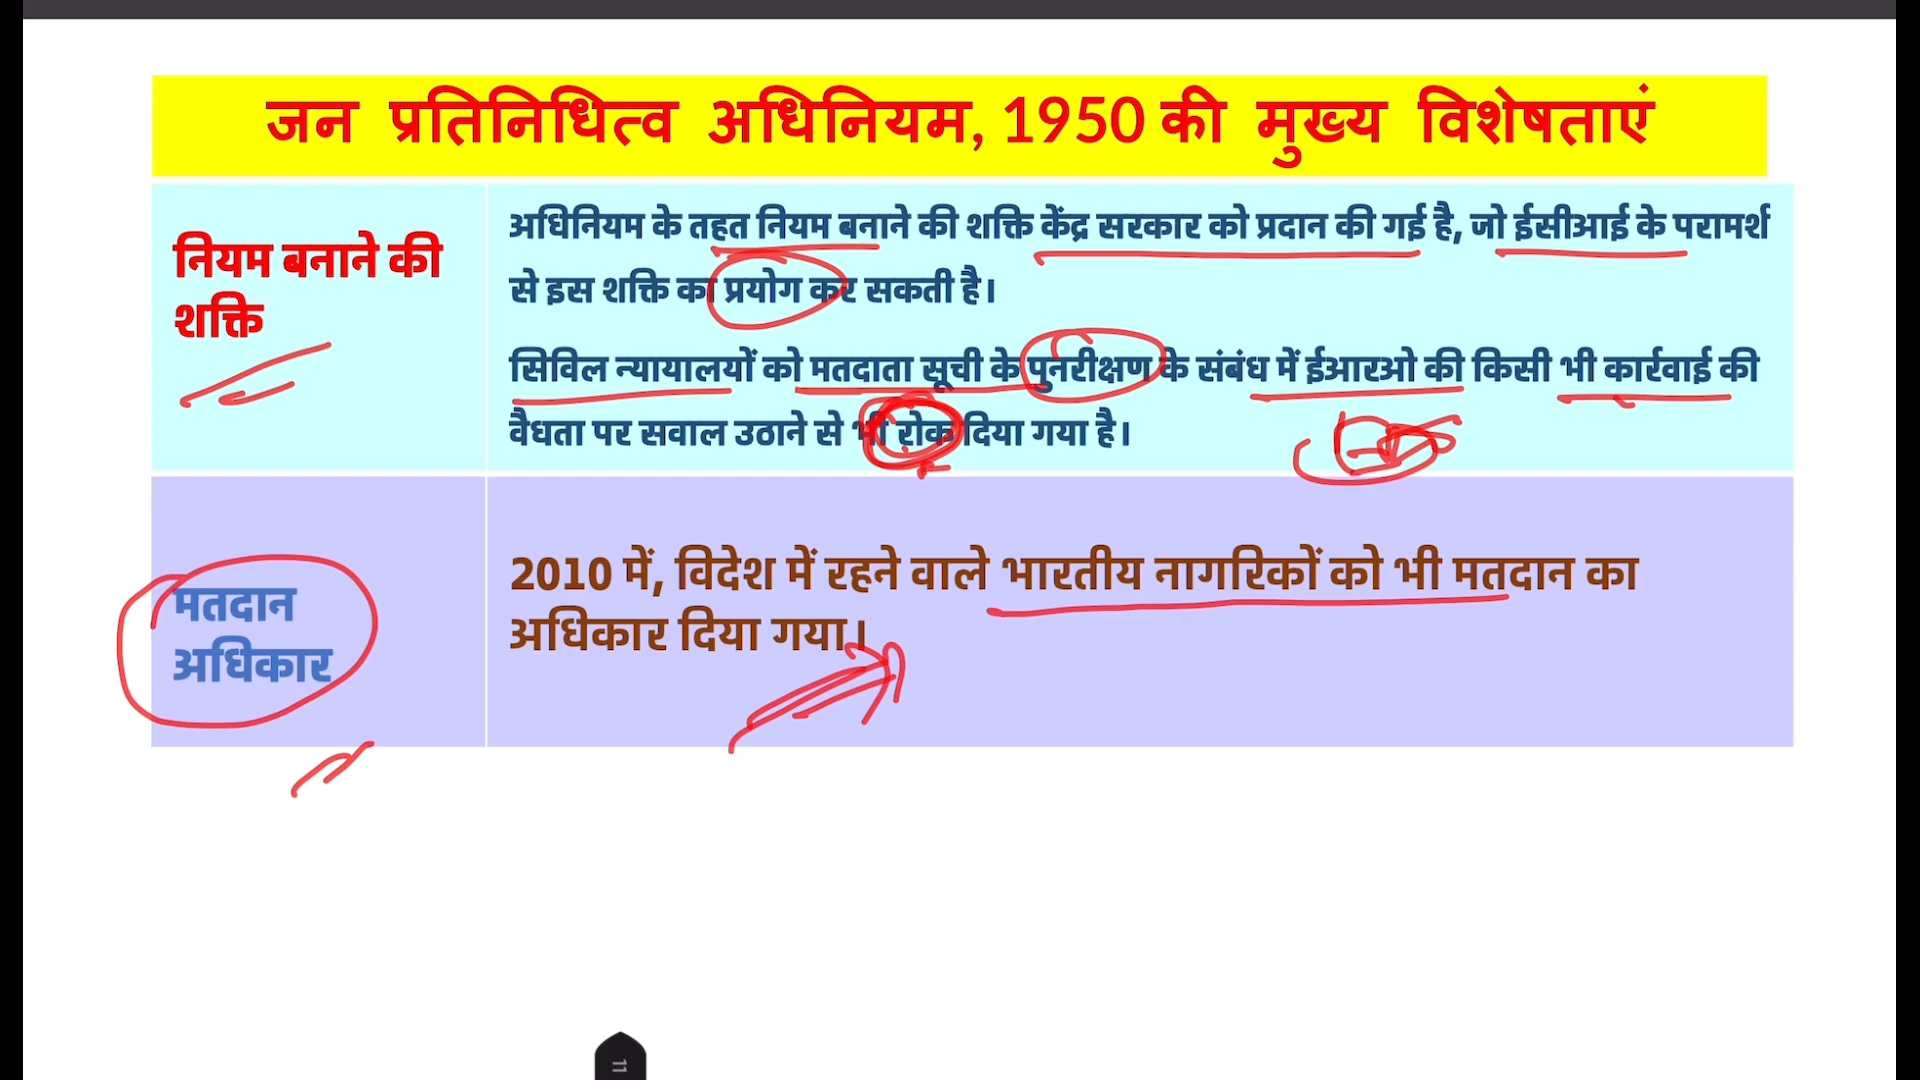 जन प्रतिनिधित्व अधिनियम, 1950 की मुख्य विशेषताएं
नियम बनाने की
शक्ति
अधिनियम के तहत नियम बनाने की शक्ति केंद्र सरकार को प्रदान की गई है, जो ईसीआई के परामर्श
से इस शक्ति का प्रयोग कर सकती है।
सिविल न्यायालयों को मतदाता सूची के पुनरीक्षण के संबंध में ईआरओ की किसी भी कार्रवाई की
वैधता पर सवाल उठाने से भी रोक दिया गया है।
मतदान
अधिकार
2010 में, विदेश में रहने वाले भारतीय नागरिकों को भी मतदान का
अधिकार दिया गया।